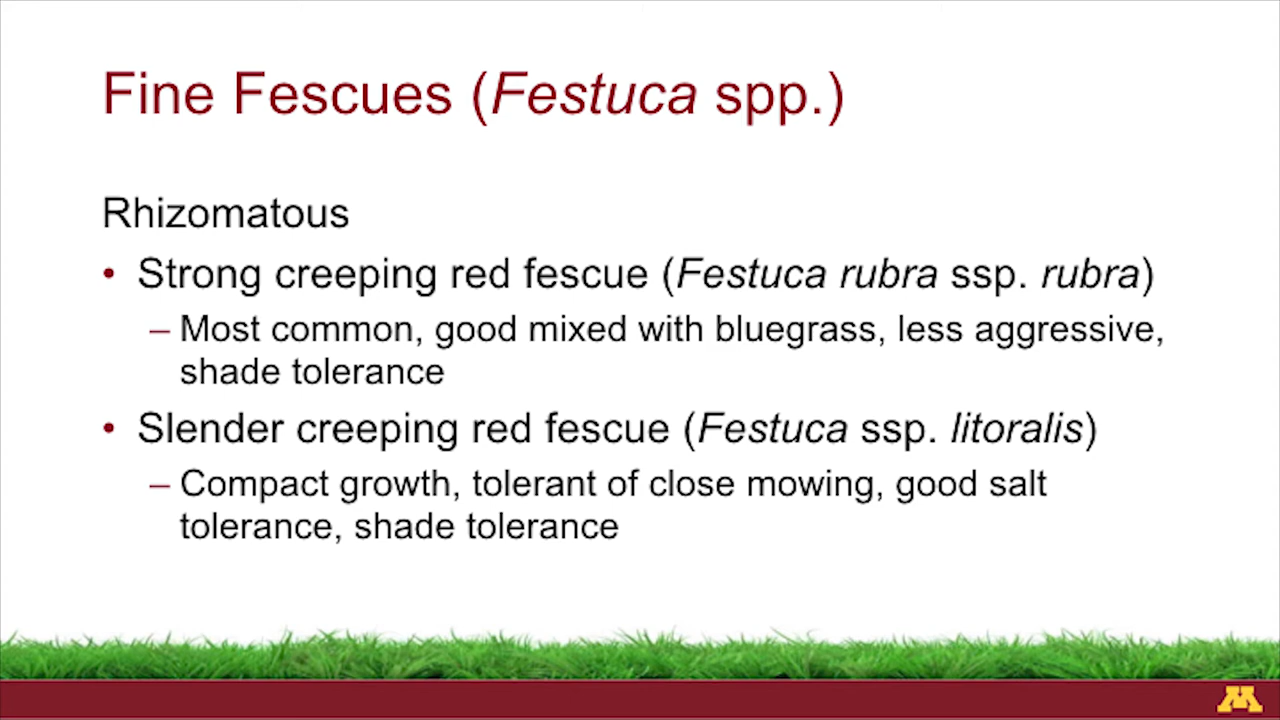 Fine Fescues (Festuca spp.)
Rhizomatous
• Strong creeping red fescue (Festuca rubra ssp. rubra)
– Most common, good mixed with bluegrass, less aggressive,
shade tolerance
• Slender creeping red fescue (Festuca ssp. litoralis)
– Compact growth, tolerant of close mowing, good salt
tolerance, shade tolerance
M